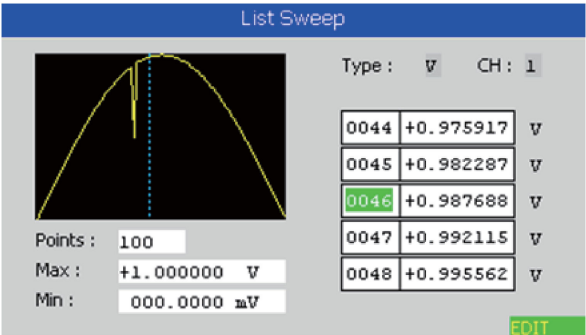 List Sweep
Type : V CH : 1
0044 +0.975917 V
0045 +0.982287 V
0046 +0.987688 V
0047 +0.992115 V
0048 +0.995562 V
Points : 100
Max : +1.000000 V
Min : 000.0000 mV
EDIT